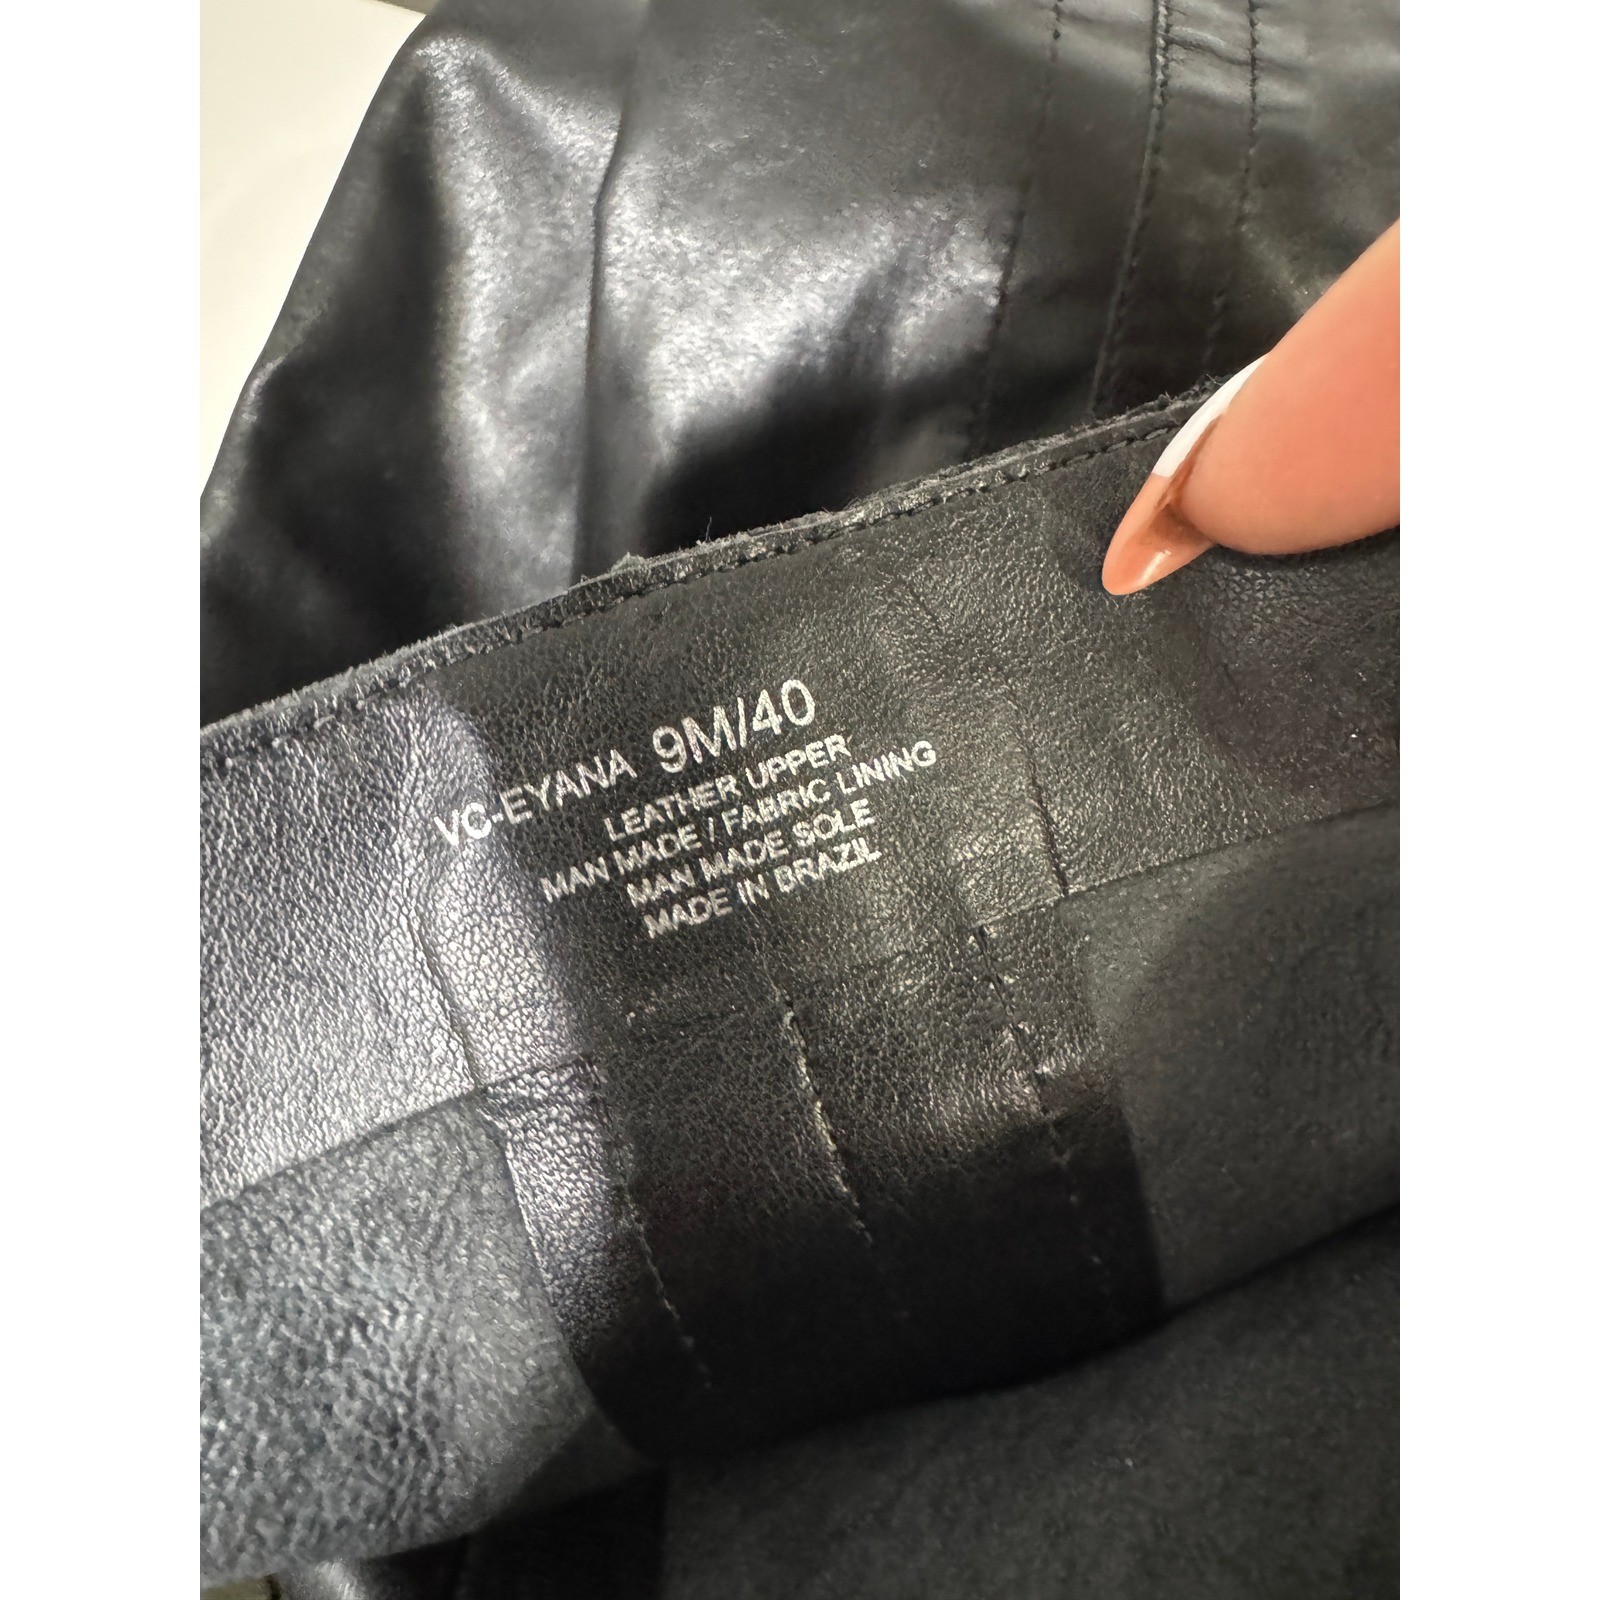 VC-EYANA 9M/40
LEATHER UPPER
MAN MADE / FABRIC LINING
MAN MADE SOLE
MADE IN BRAZIL